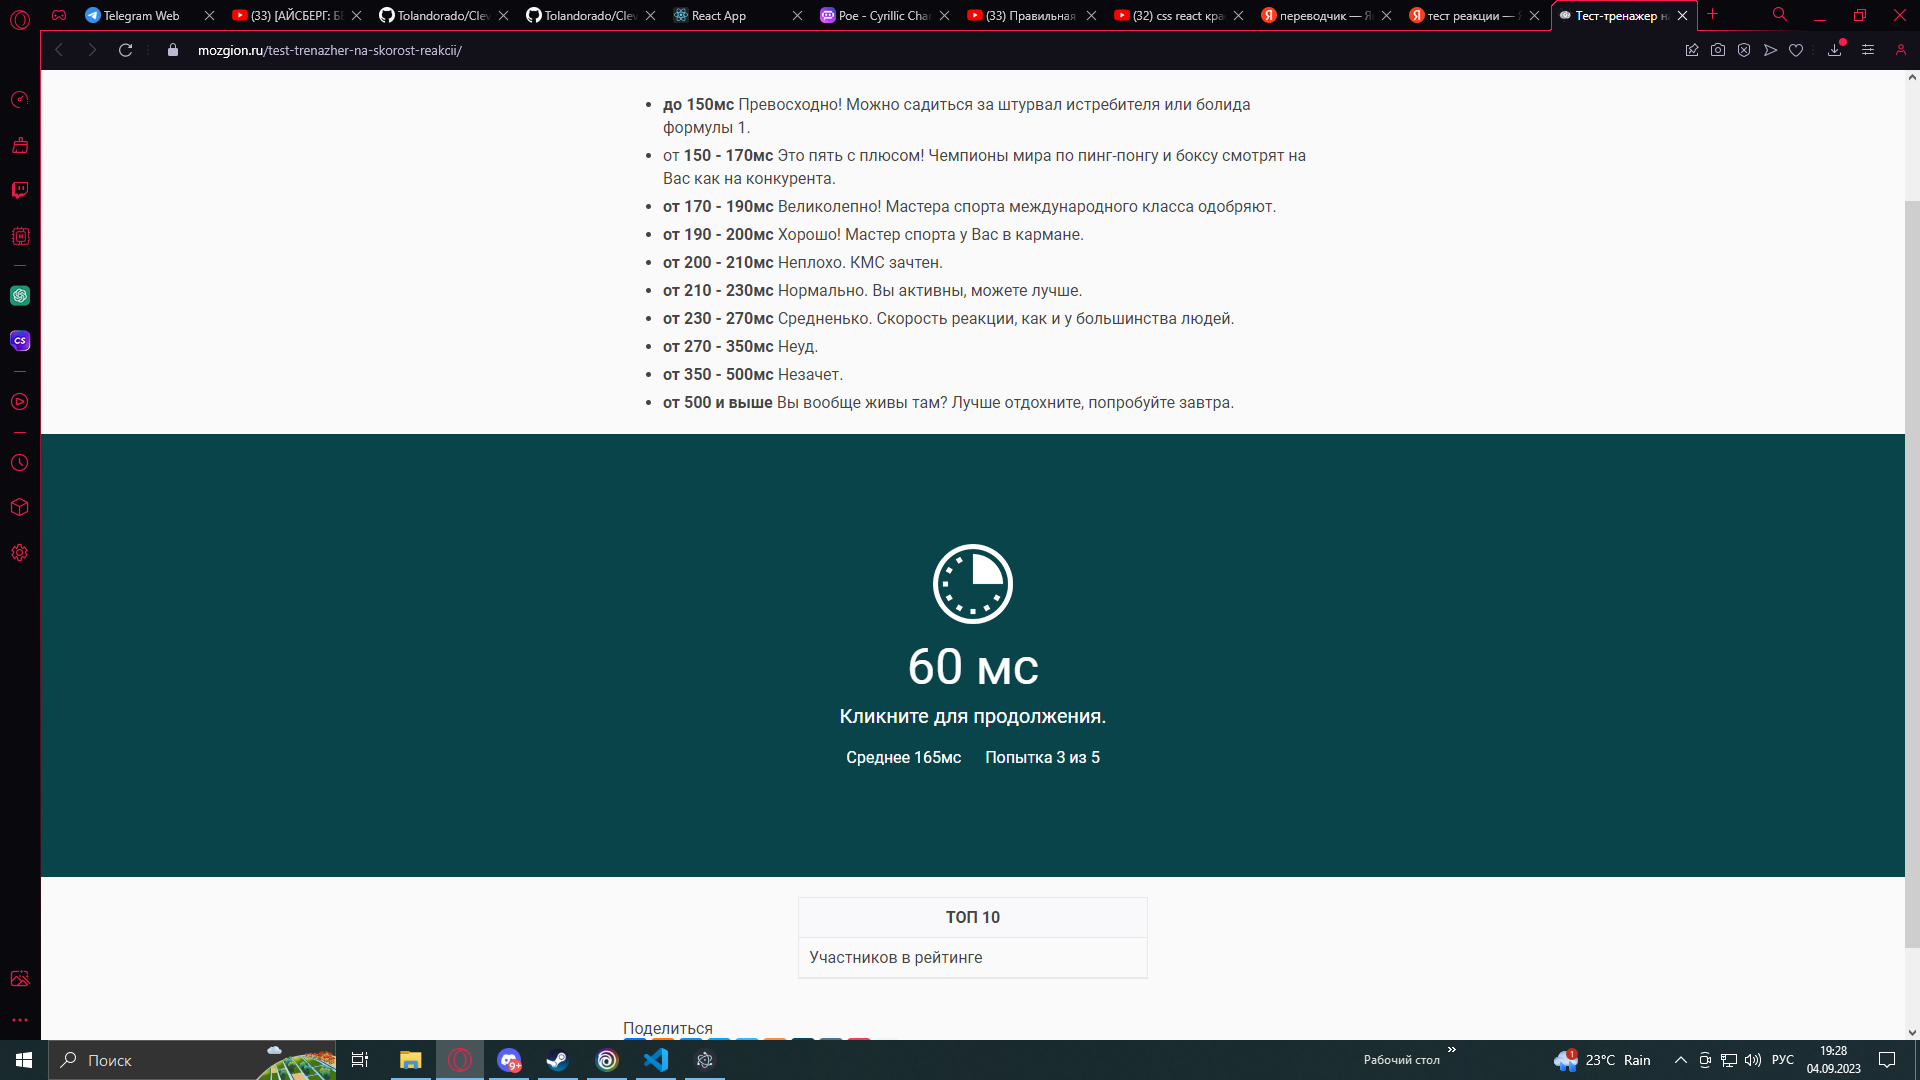 Telegram Web
(33) [АЙСБЕРГ: БЕ
Tolandorado/Clev
Tolandorado/Clev
React App
Poe - Cyrillic Char
(33) Правильная
(32) css react кра
переводчик — Я
тест реакции — Я
Тест-тренажер на
mozgion.ru/test-trenazher-na-skorost-reakcii/
до 150мс Превосходно! Можно садиться за штурвал истребителя или болида
формулы 1.
от 150 - 170мс Это пять с плюсом! Чемпионы мира по пинг-понгу и боксу смотрят на
Вас как на конкурента.
от 170 - 190мс Великолепно! Мастера спорта международного класса одобряют.
от 190 - 200мс Хорошо! Мастер спорта у Вас в кармане.
от 200 - 210мс Неплохо. КМС зачтен.
от 210 - 230мс Нормально. Вы активны, можете лучше.
от 230 - 270мс Средненько. Скорость реакции, как и у большинства людей.
от 270 - 350мс Неуд.
от 350 - 500мс Незачет.
от 500 и выше Вы вообще живы там? Лучше отдохните, попробуйте завтра.
60 мс
Кликните для продолжения.
Среднее 165мс Попытка 3 из 5
ТОП 10
Участников в рейтинге
Поделиться
Поиск
9+
Рабочий стол
1
23°C Rain
РУС
19:28
04.09.2023
CS